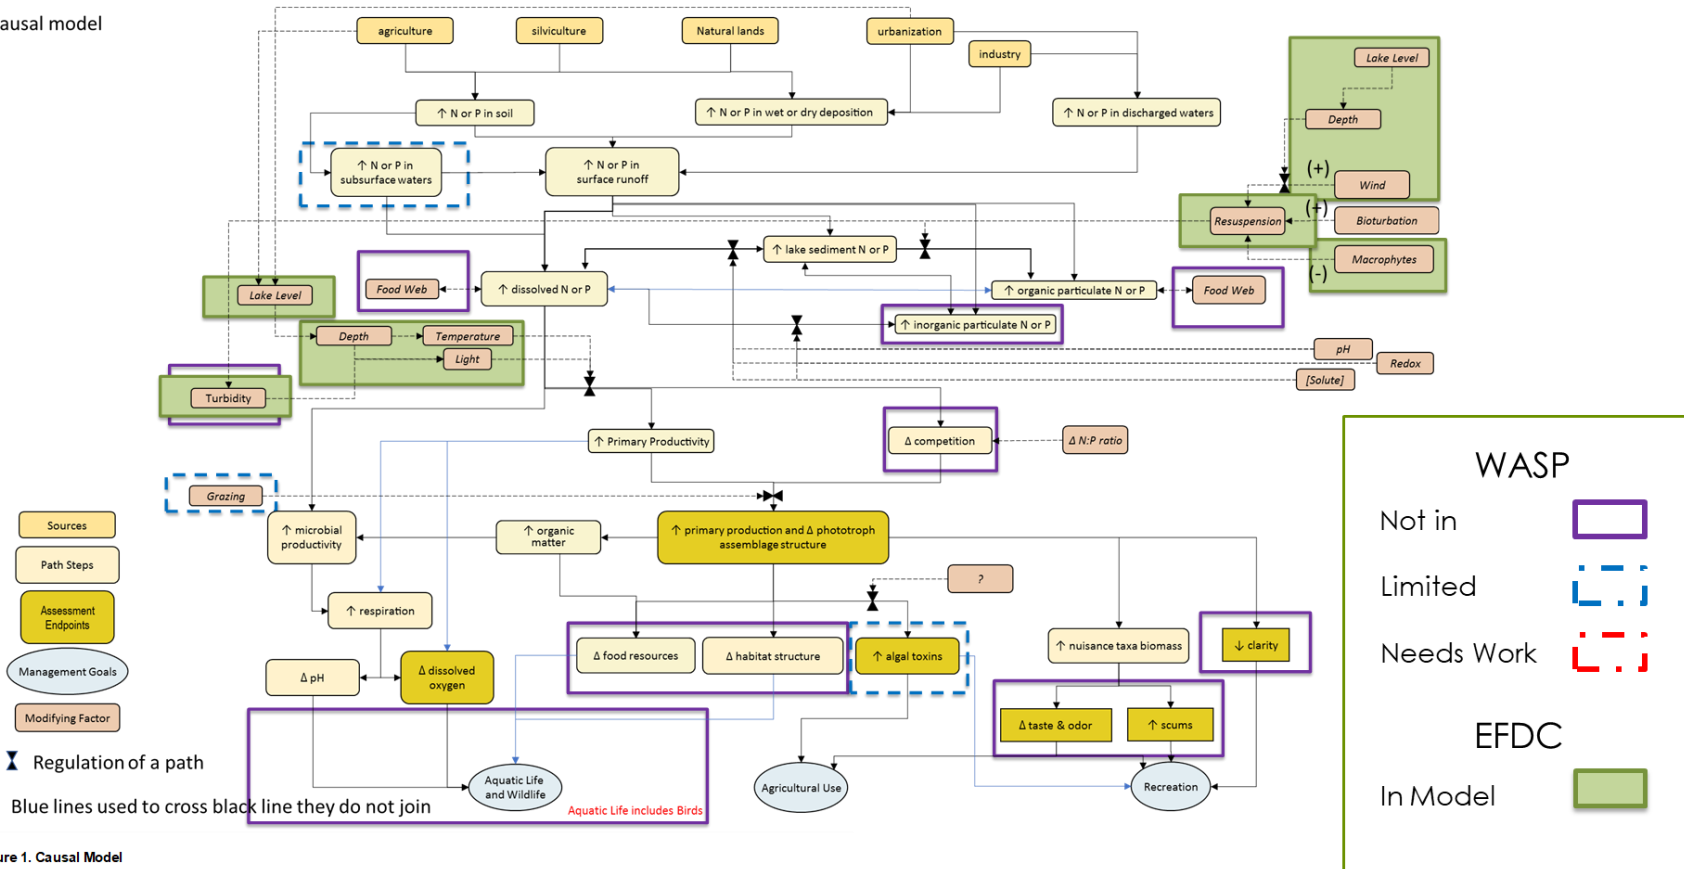 ausal model
agriculture
silviculture
Natural lands
urbanization
industry
Lake Level
Depth
(+)
Wind
(+)
Resuspension
Bioturbation
Macrophytes
(-)
↑ N or P in soil
↑ N or P in wet or dry deposition
↑ N or P in discharged waters
↑ N or P in
subsurface waters
↑ N or P in
surface runoff
↑ lake sediment N or P
Food Web
↑ dissolved N or P
↑ organic particulate N or P
Food Web
Lake Level
↑ inorganic particulate N or P
Depth
Temperature
Light
pH
Redox
[Solute]
Turbidity
↑ Primary Productivity
Δ competition
Δ N:P ratio
Grazing
↑ microbial
productivity
↑ organic
matter
↑ primary production and Δ phototroph
assemblage structure
?
↑ respiration
Δ food resources
Δ habitat structure
↑ algal toxins
↑ nuisance taxa biomass
↓ clarity
Δ pH
Δ dissolved
oxygen
Δ taste & odor
↑ scums
Aquatic Life
and Wildlife
Aquatic Life includes Birds
Agricultural Use
Recreation
Sources
Path Steps
Assessment
Endpoints
Management Goals
Modifying Factor
Regulation of a path
Blue lines used to cross black line they do not join
ure 1. Causal Model
WASP
Not in
Limited
Needs Work
EFDC
In Model